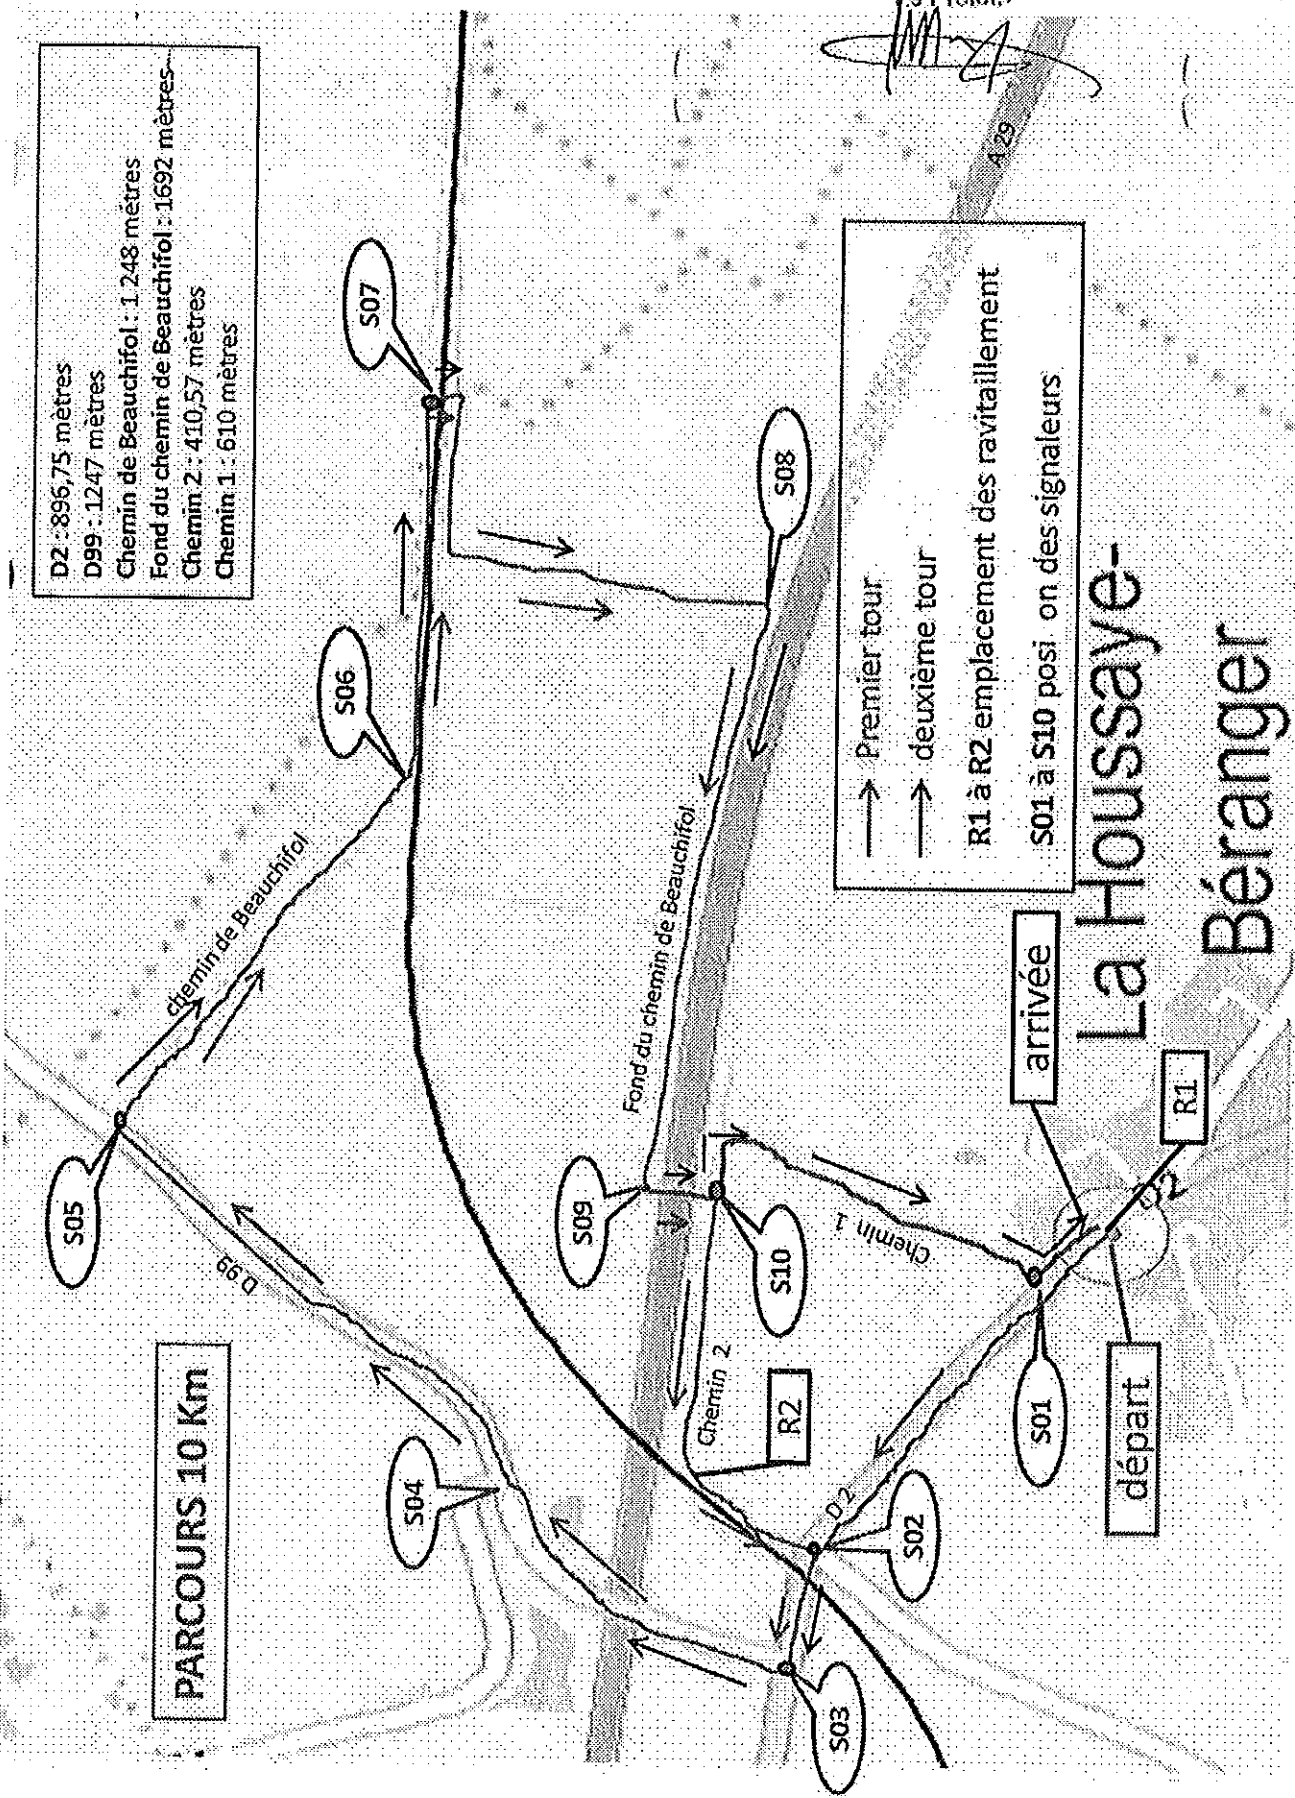 PARCOURS 10 Km
D2 : 896,75 mètres
D99 : 1247 mètres
Chemin de Beauchifol : 1 248 mètres
Fond du chemin de Beauchifol : 1692 mètres
Chemin 2 : 410,57 mètres
Chemin 1 : 610 mètres
S05
S06
S07
chemin de Beauchifol
D 99
S04
S09
Fond du chemin de Beauchifol
S08
A 29
S10
Chemin 2
R2
Chemin 1
S03
S02
D 2
S01
départ
arrivée
R1
D2
Premier tour
deuxième tour
R1 à R2 emplacement des ravitaillement
S01 à S10 posi on des signaleurs
La Houssaye-
Béranger